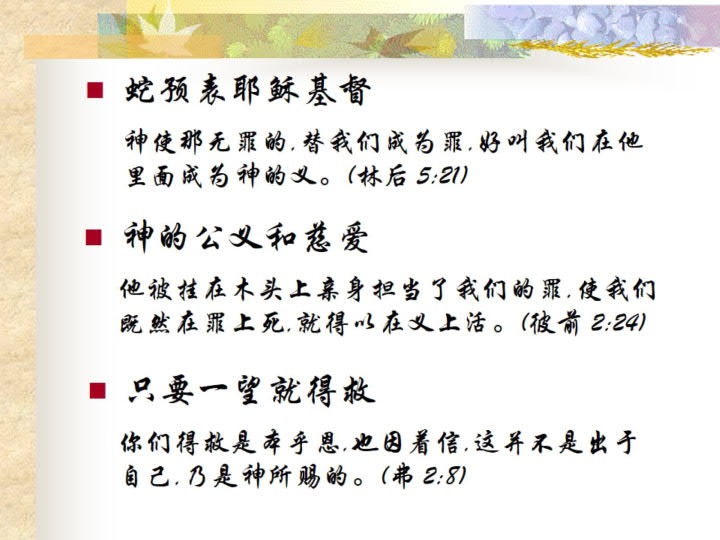 蛇预表耶稣基督
神使那无罪的,替我们成为罪,好叫我们在他
里面成为神的义。(林后 5:21)
神的公义和慈爱
他被挂在木头上亲身担当了我们的罪,使我们
既然在罪上死,就得以在义上活。(彼前 2:24)
只要一望就得救
你们得救是本乎恩,也因着信,这并不是出于
自己,乃是神所赐的。(弗 2:8)